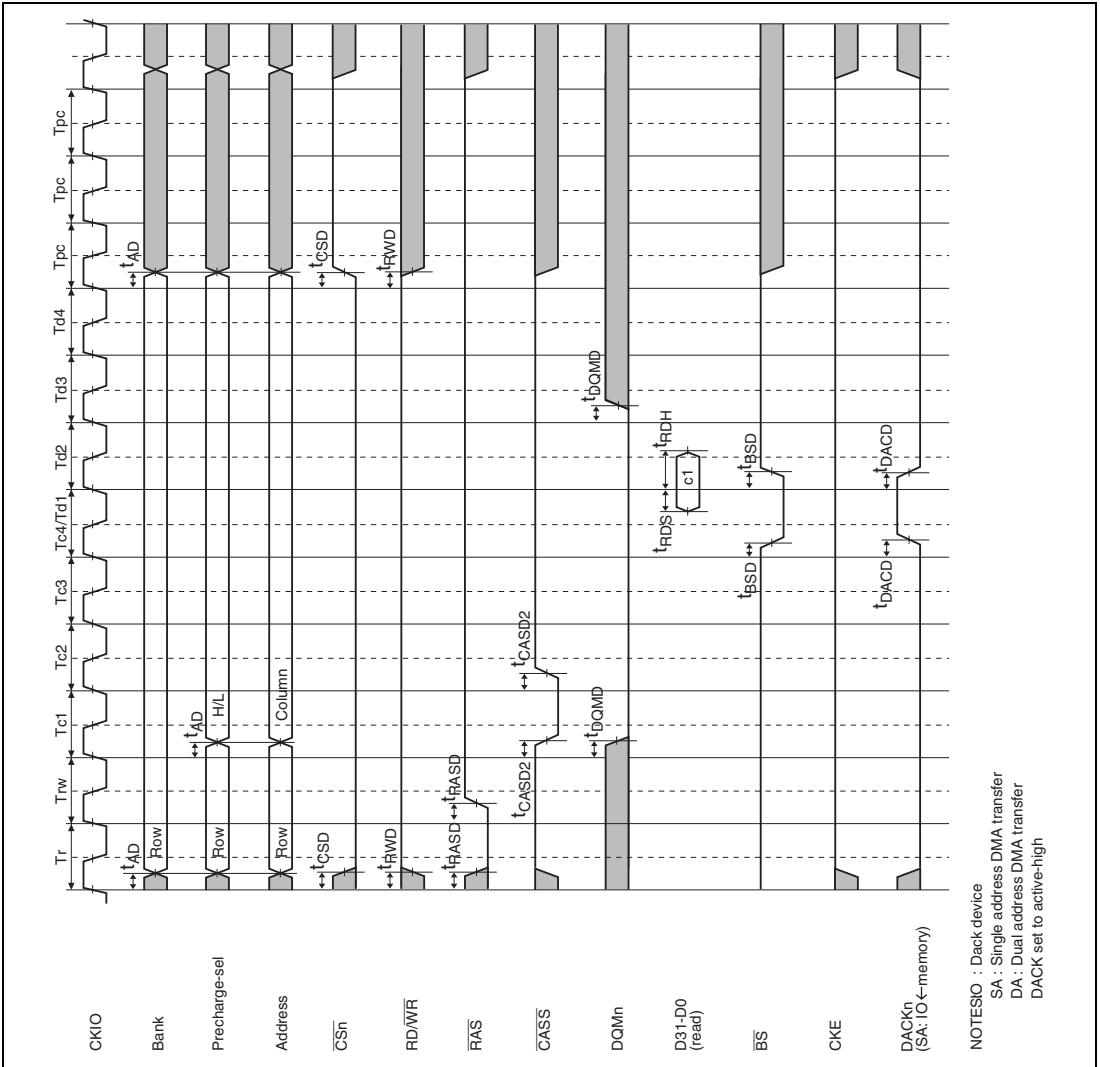 Tr Trw Tc1 Tc2 Tc3 Tc4/Td1 Td2 Td3 Td4 Tpc Tpc Tpc
CKIO
tAD tAD
Bank Row
tAD
Precharge-sel Row H/L
Address Row Column
tCSD tCSD
CSn
tRWD tRWD
RD/WR
tRASD tRASD
RAS
tCASD2 tCASD2
CASS
tDQMD tDQMD
DQMn
tRDS tRDH
D31-D0 c1
(read)
tBSD tBSD
BS
CKE
tDACD tDACD
DACKn
(SA: IO←memory)
NOTESIO : Dack device
SA : Single address DMA transfer
DA : Dual address DMA transfer
DACK set to active-high